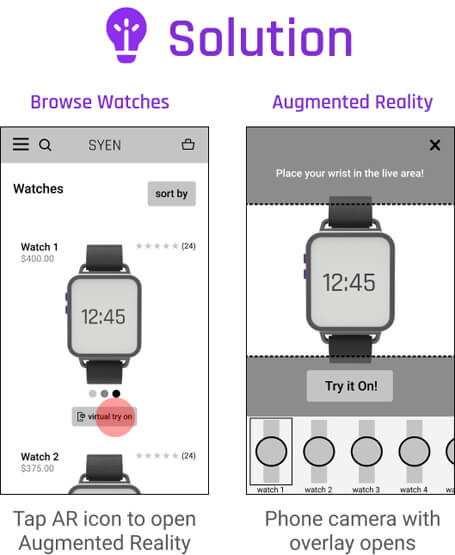 Solution
Browse Watches
SYEN
Watches
sort by
Watch 1
(24)
$400.00
12:45
virtual try on
Watch 2
(24)
$375.00
Tap AR icon to open
Augmented Reality
Augmented Reality
Place your wrist in the live area!
12:45
Try it On!
watch 1
watch 2
watch 3
watch 4
Phone camera with
overlay opens